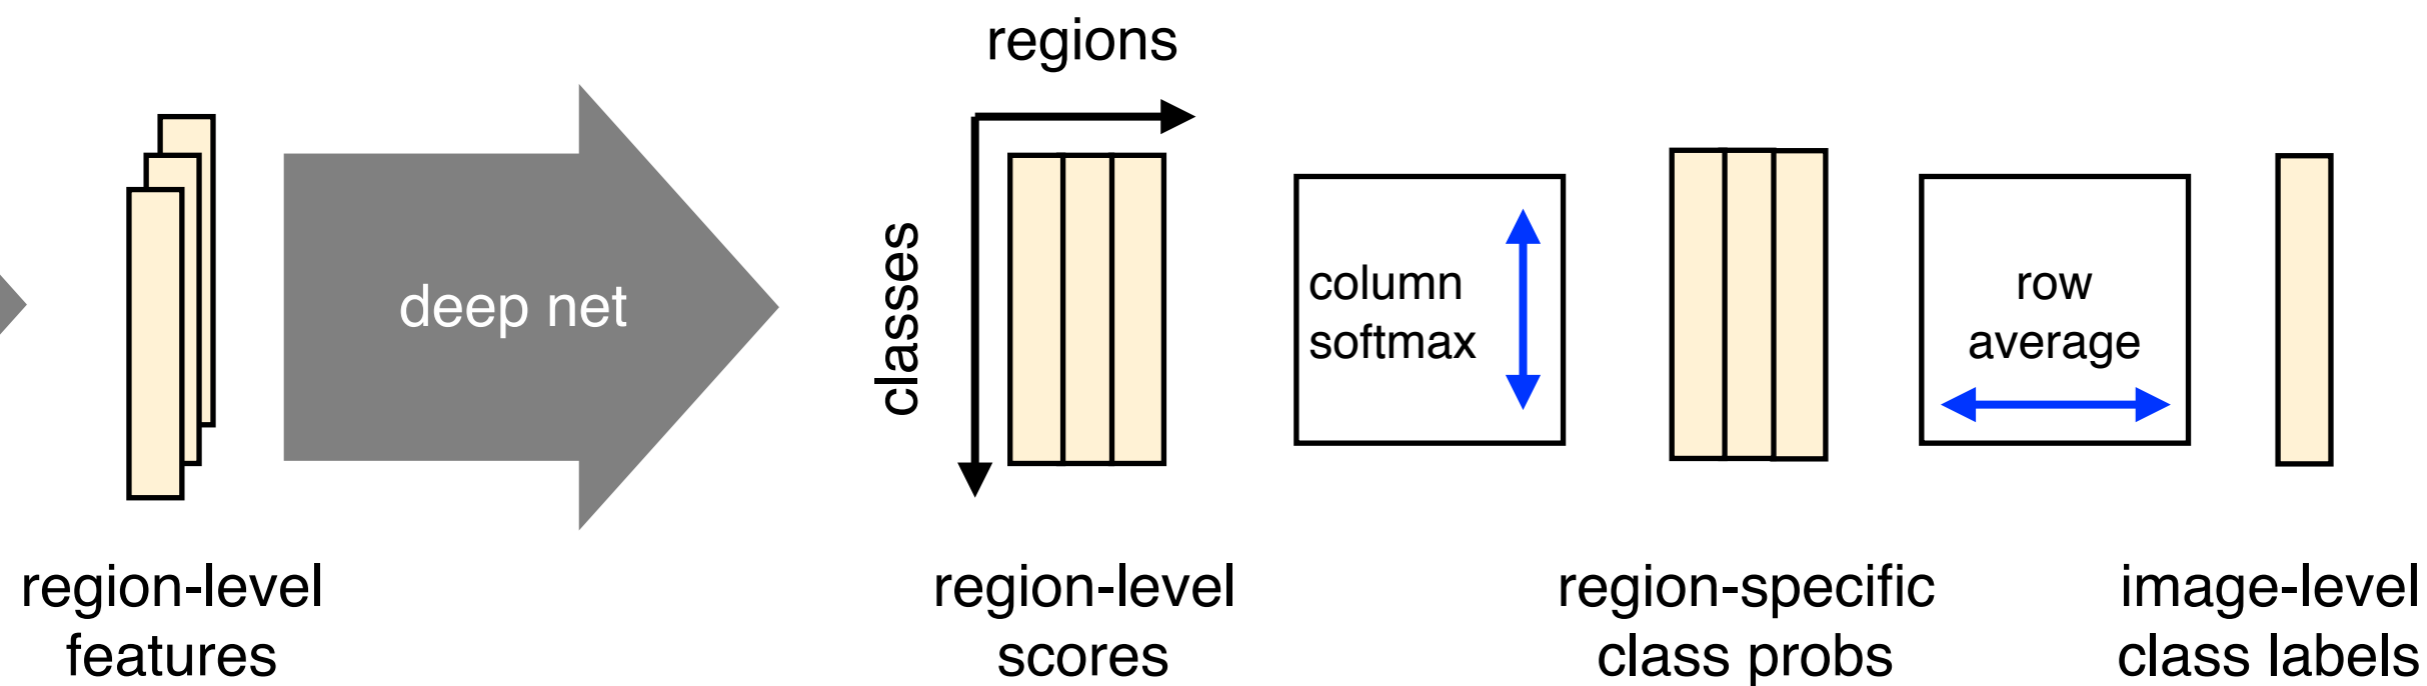 regions
classes
deep net
column
softmax
row
average
region-level
features
region-level
scores
region-specific
class probs
image-level
class labels